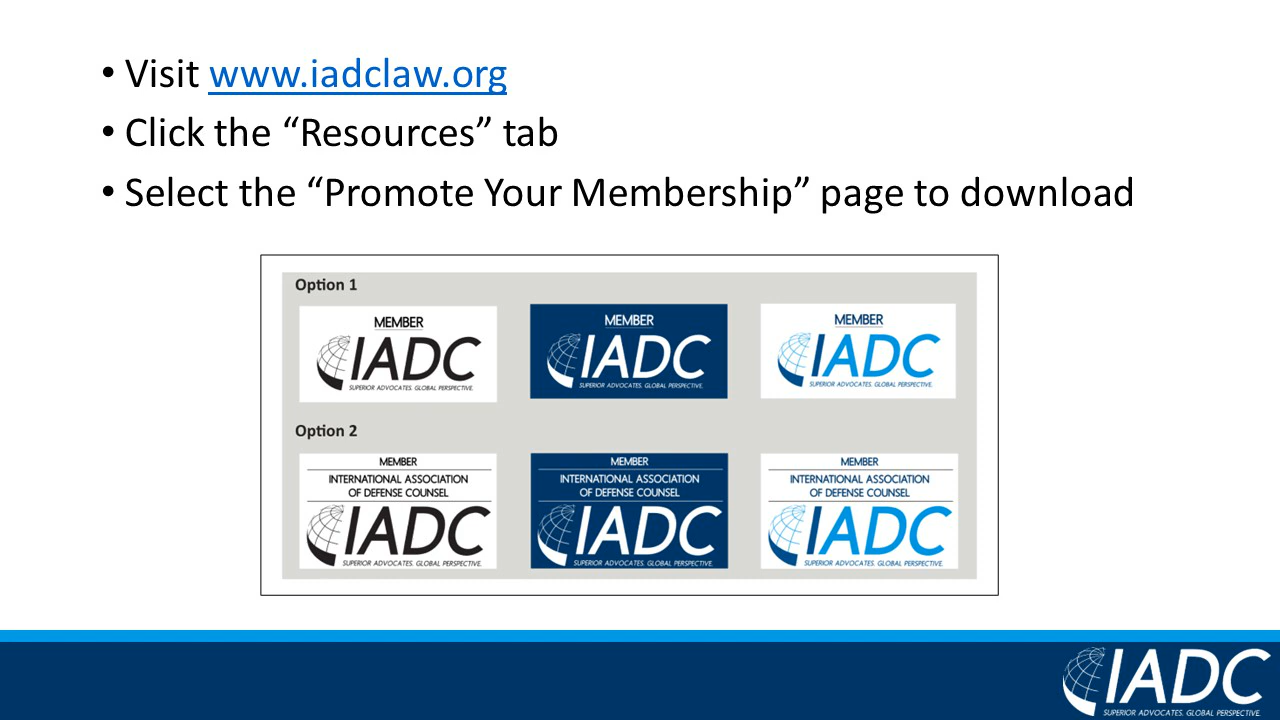 • Visit www.iadclaw.org
• Click the “Resources” tab
• Select the “Promote Your Membership” page to download
Option 1
MEMBER
IADC
SUPERIOR ADVOCATES. GLOBAL PERSPECTIVE.
MEMBER
IADC
SUPERIOR ADVOCATES. GLOBAL PERSPECTIVE.
MEMBER
IADC
SUPERIOR ADVOCATES. GLOBAL PERSPECTIVE.
Option 2
MEMBER
INTERNATIONAL ASSOCIATION
OF DEFENSE COUNSEL
IADC
SUPERIOR ADVOCATES. GLOBAL PERSPECTIVE.
MEMBER
INTERNATIONAL ASSOCIATION
OF DEFENSE COUNSEL
IADC
SUPERIOR ADVOCATES. GLOBAL PERSPECTIVE.
MEMBER
INTERNATIONAL ASSOCIATION
OF DEFENSE COUNSEL
IADC
SUPERIOR ADVOCATES. GLOBAL PERSPECTIVE.
IADC
SUPERIOR ADVOCATES. GLOBAL PERSPECTIVE.